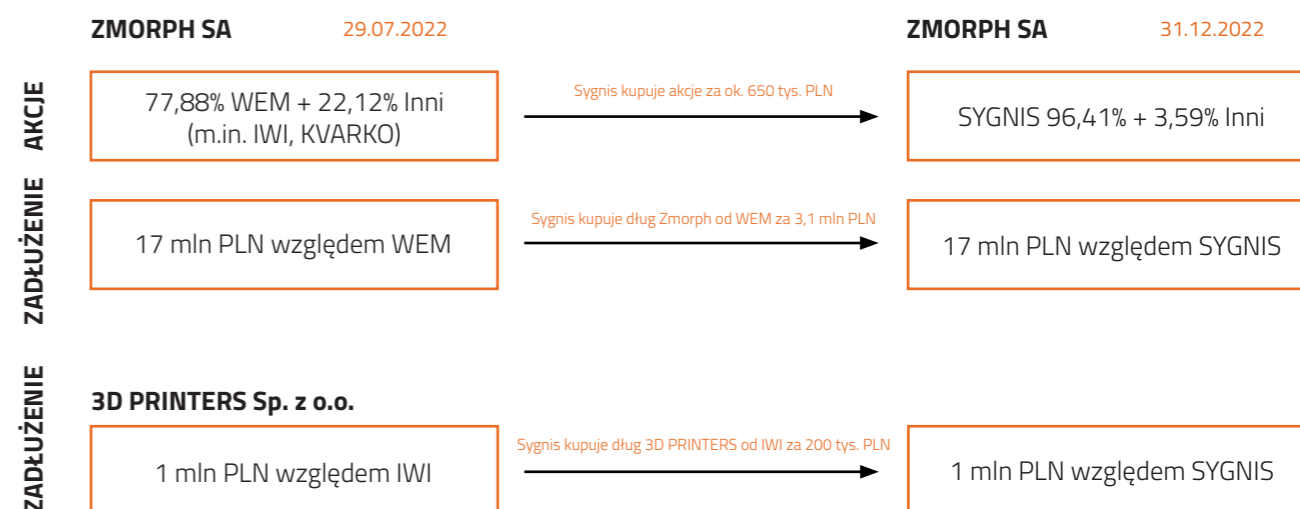 ZMORPH SA
29.07.2022
ZMORPH SA
31.12.2022
AKCJE
77,88% WEM + 22,12% Inni
(m.in. IWI, KVARKO)
Sygnis kupuje akcje za ok. 650 tys. PLN
SYGNIS 96,41% + 3,59% Inni
ZADŁUŻENIE
17 mln PLN względem WEM
Sygnis kupuje dług Zmorph od WEM za 3,1 mln PLN
17 mln PLN względem SYGNIS
ZADŁUŻENIE
3D PRINTERS Sp. z o.o.
1 mln PLN względem IWI
Sygnis kupuje dług 3D PRINTERS od IWI za 200 tys. PLN
1 mln PLN względem SYGNIS